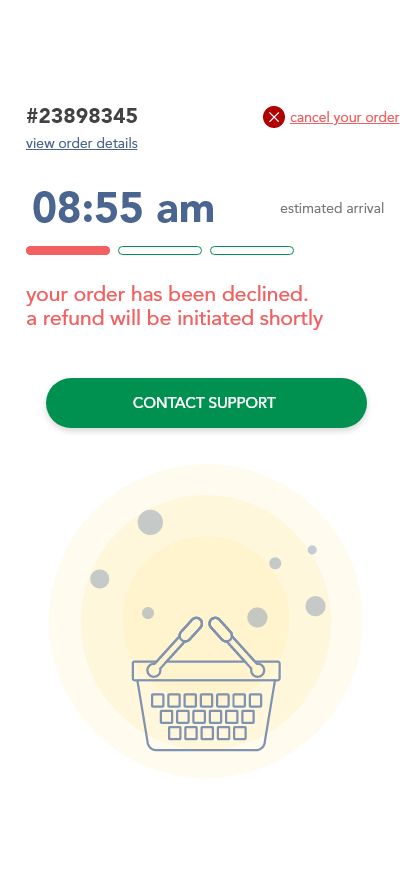 #23898345
cancel your order
view order details
08:55 am
estimated arrival
your order has been declined.
a refund will be initiated shortly
CONTACT SUPPORT